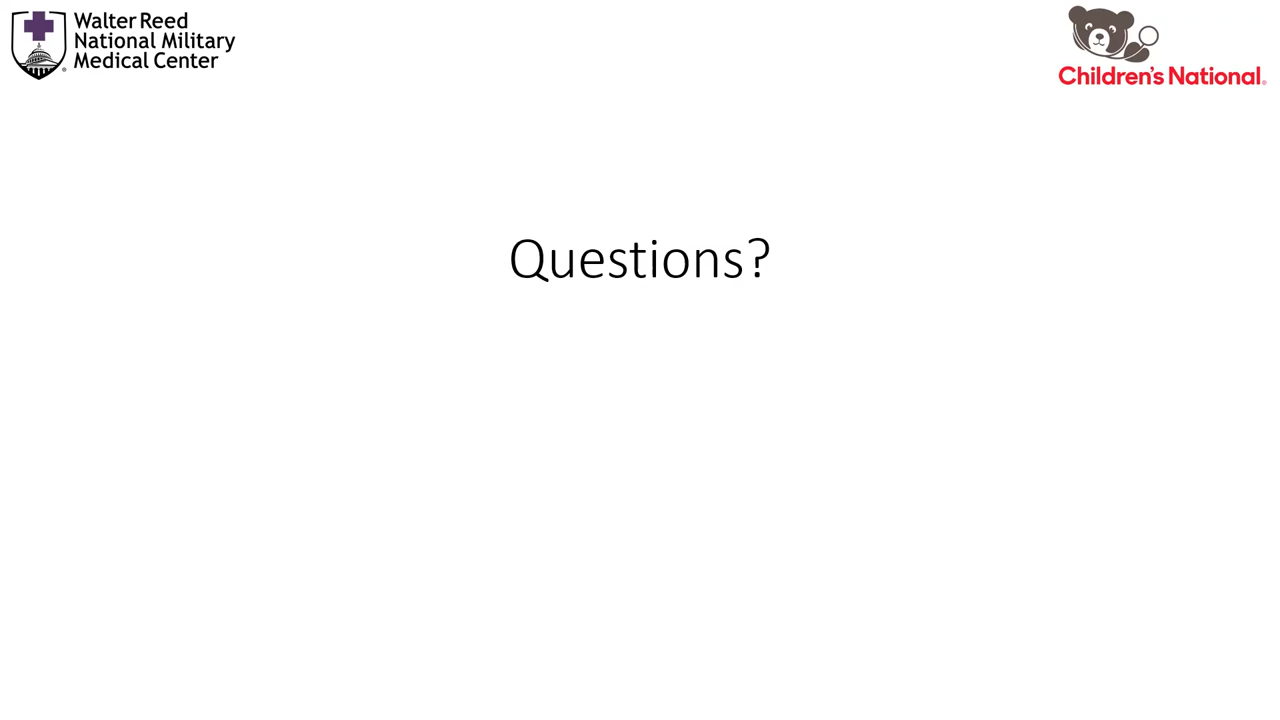 Walter Reed
National Military
Medical Center
Children's National
Questions?